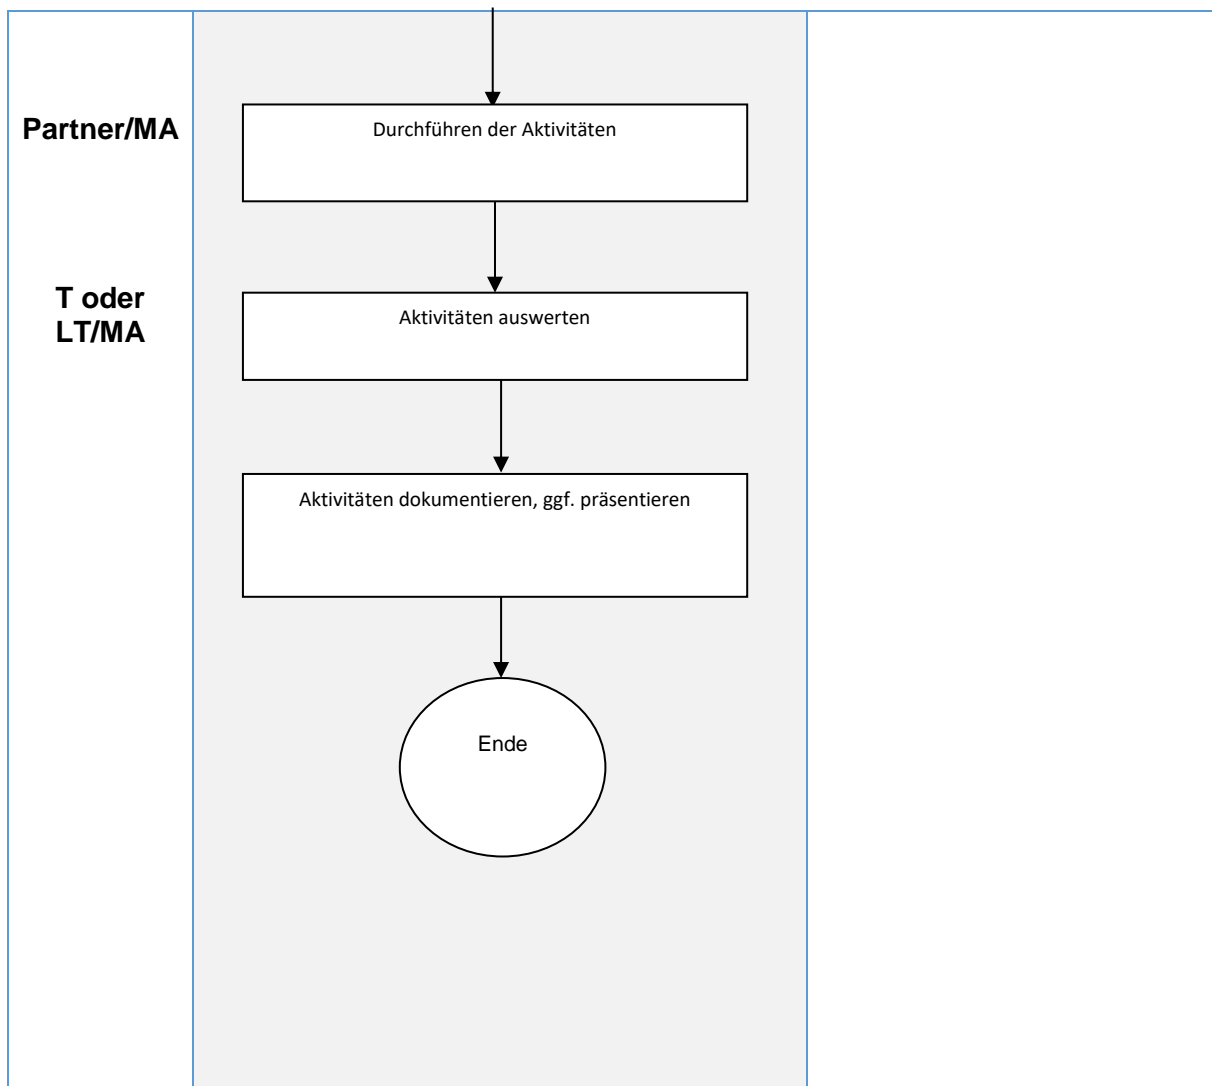 Partner/MA
Durchführen der Aktivitäten
T oder
LT/MA
Aktivitäten auswerten
Aktivitäten dokumentieren, ggf. präsentieren
Ende